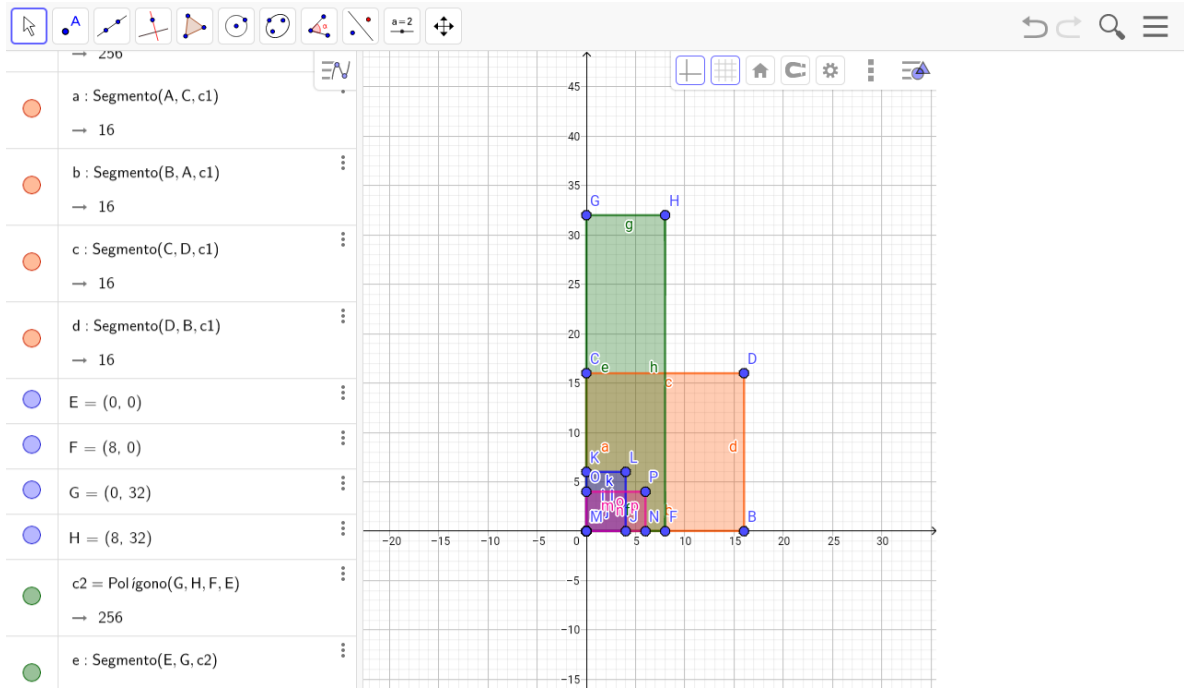 A
a = 2
→ 256
a : Segmento(A, C, c1)
→ 16
b : Segmento(B, A, c1)
→ 16
c : Segmento(C, D, c1)
→ 16
d : Segmento(D, B, c1)
→ 16
E = (0, 0)
F = (8, 0)
G = (0, 32)
H = (8, 32)
c2 = Polígono(G, H, F, E)
→ 256
e : Segmento(E, G, c2)
45
40
35
G H
g
30
25
20
C e h D
15 c
10
a d
K L
5 O k P
m n o p
M J N F B
−20 −15 −10 −5 0 5 10 15 20 25 30
−5
−10
−15